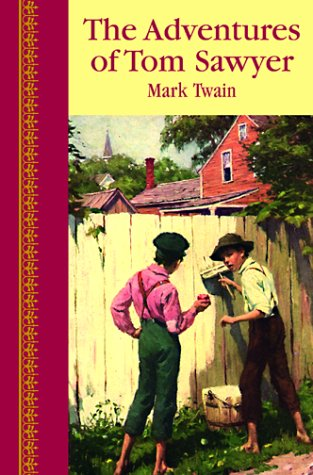 The Adventures
of Tom Sawyer
Mark Twain